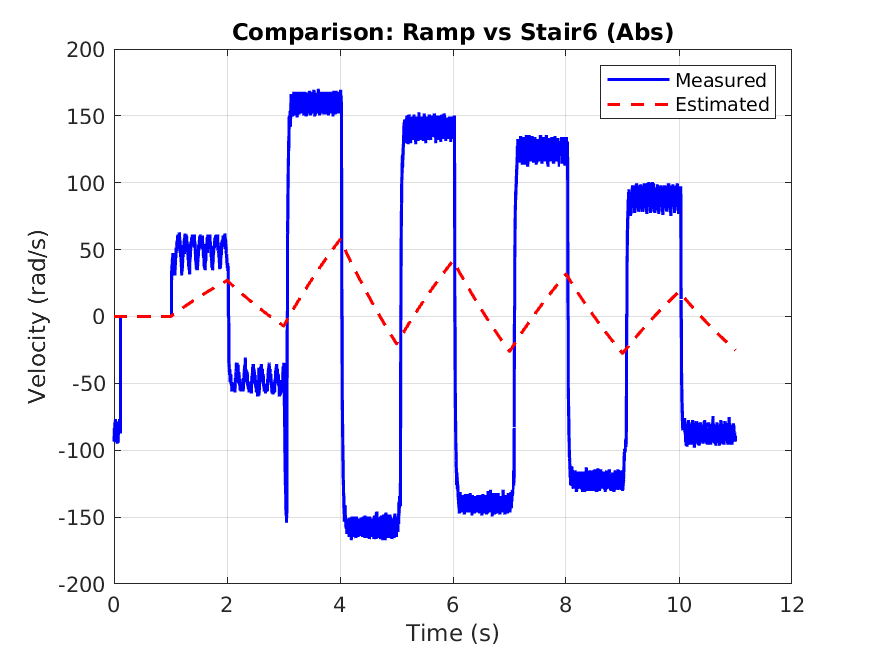 Comparison: Ramp vs Stair6 (Abs)
Measured
Estimated
200
150
100
50
0
-50
-100
-150
-200
Velocity (rad/s)
0 2 4 6 8 10 12
Time (s)